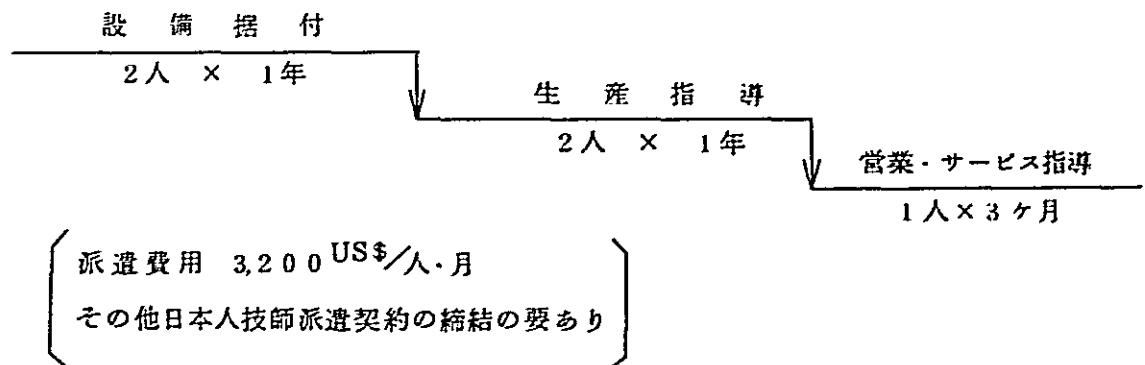 設備据付
2人 × 1年
生産指導
2人 × 1年
営業・サービス指導
1人×3ケ月
派遣費用 3,200 US$/人・月
その他日本人技師派遣契約の締結の要あり